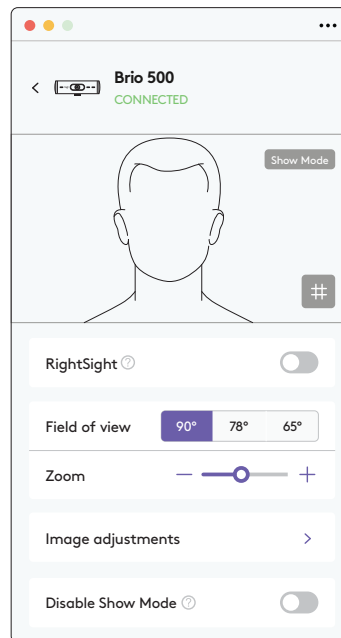 Brio 500
CONNECTED
Show Mode
RightSight
Field of view 90° 78° 65°
Zoom
Image adjustments
Disable Show Mode